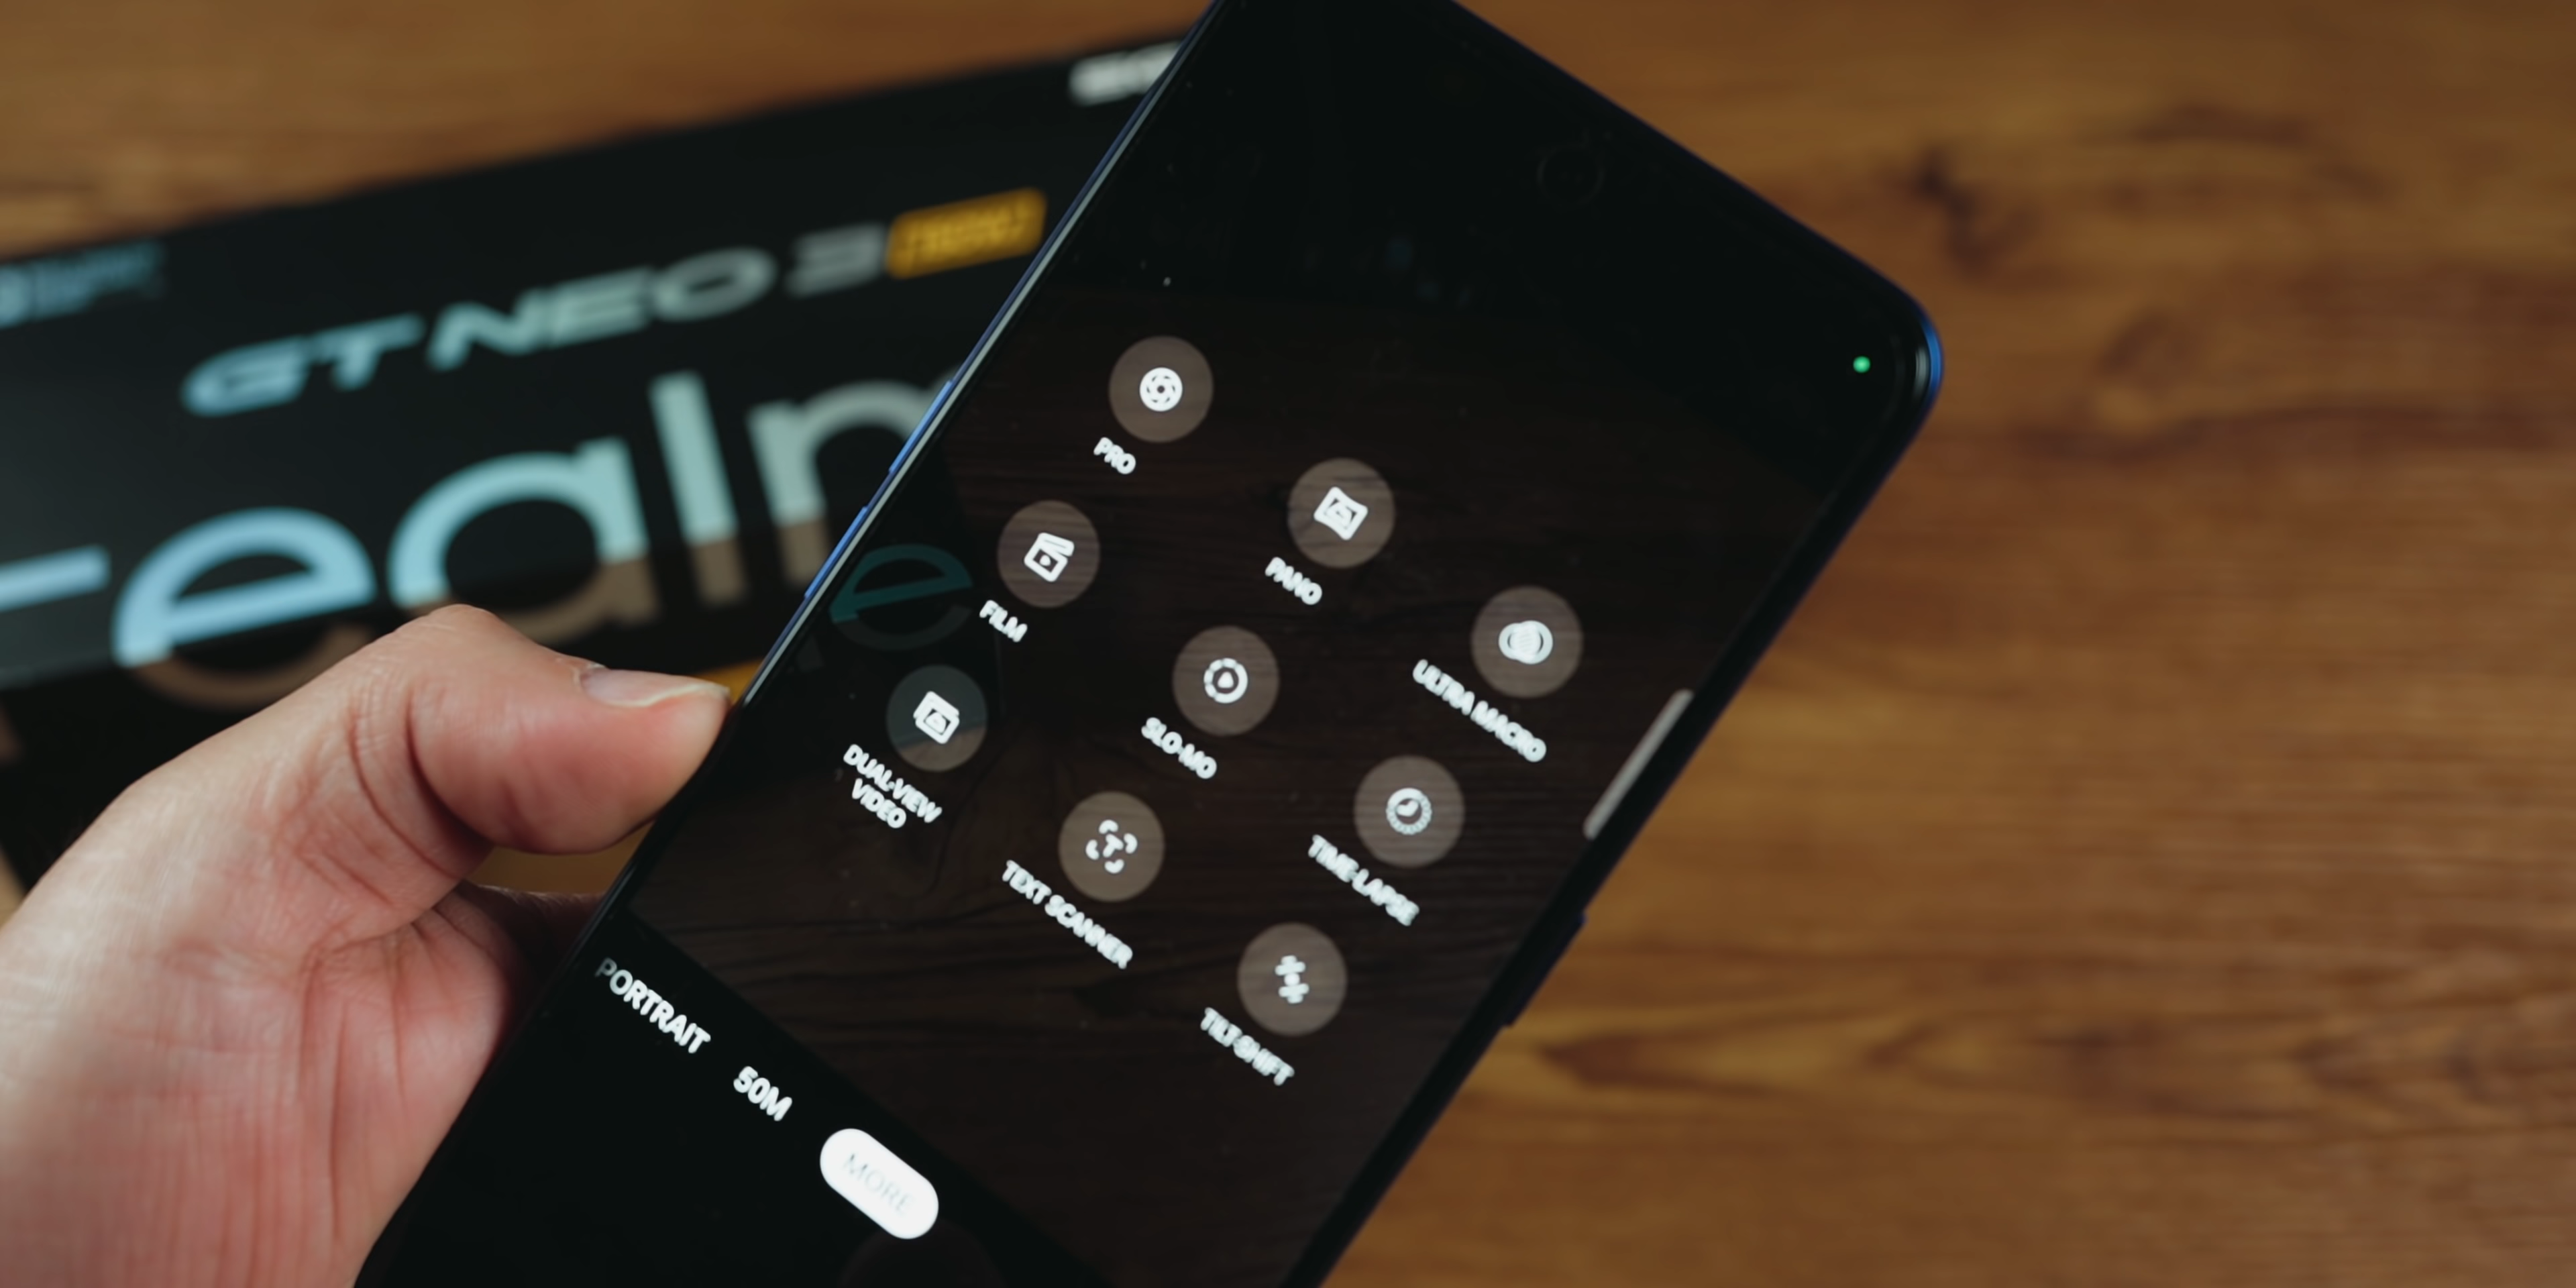 GT NEO 3
realm
PRO
PANO
ULTRA MACRO
FILM
SLO-MO
TIME-LAPSE
DUAL-VIEW
VIDEO
TEXT SCANNER
TILT-SHIFT
PORTRAIT
50M
MORE